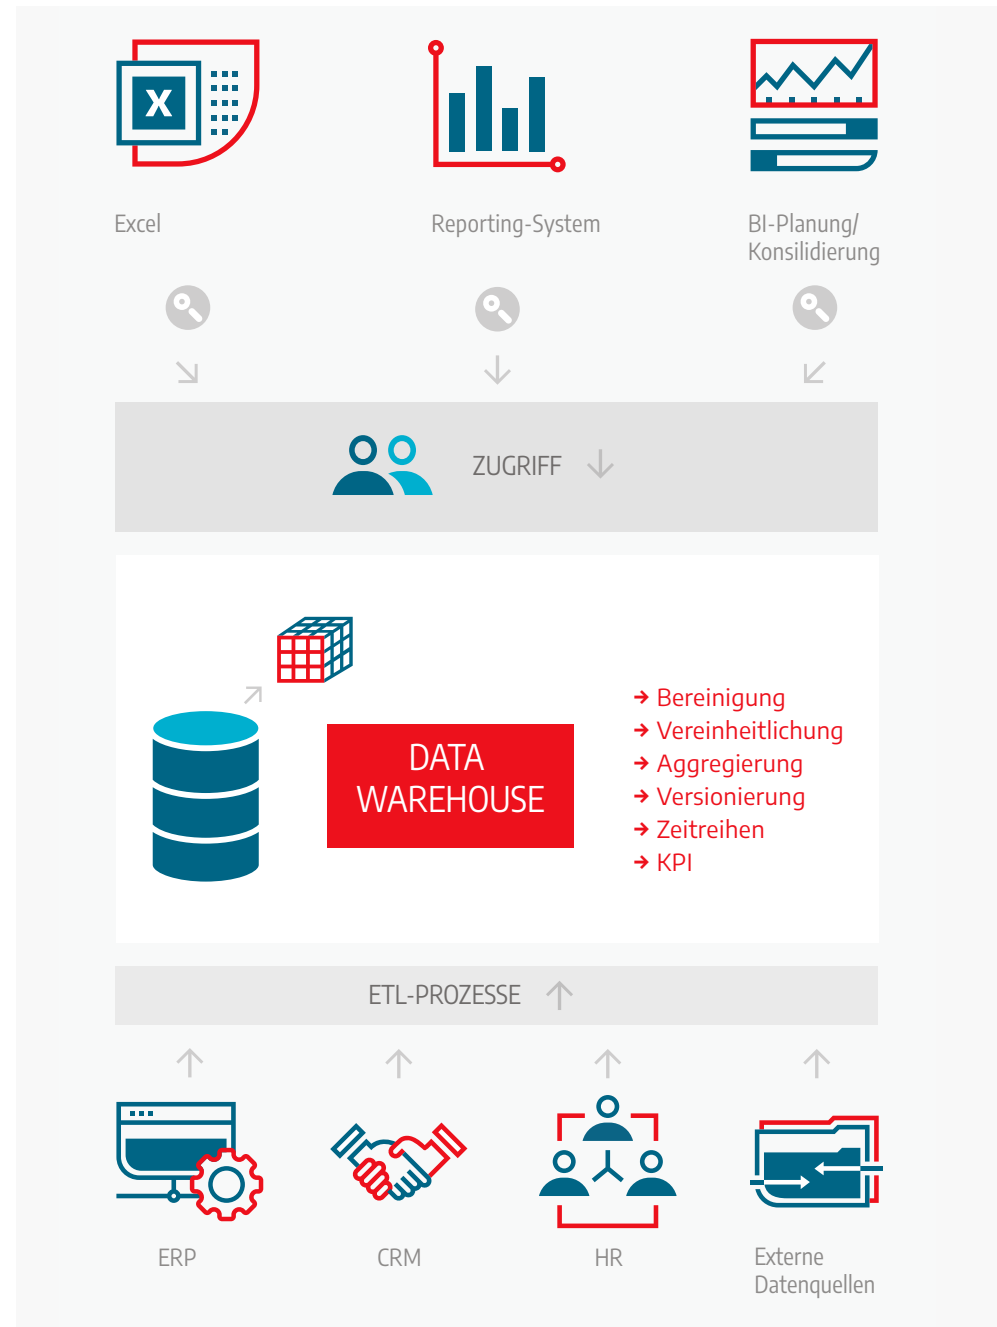 X
Excel
Reporting-System
BI-Planung/
Konsilidierung
ZUGRIFF
DATA
WAREHOUSE
Bereinigung
Vereinheitlichung
Aggregierung
Versionierung
Zeitreihen
KPI
ETL-PROZESSE
ERP
CRM
HR
Externe
Datenquellen